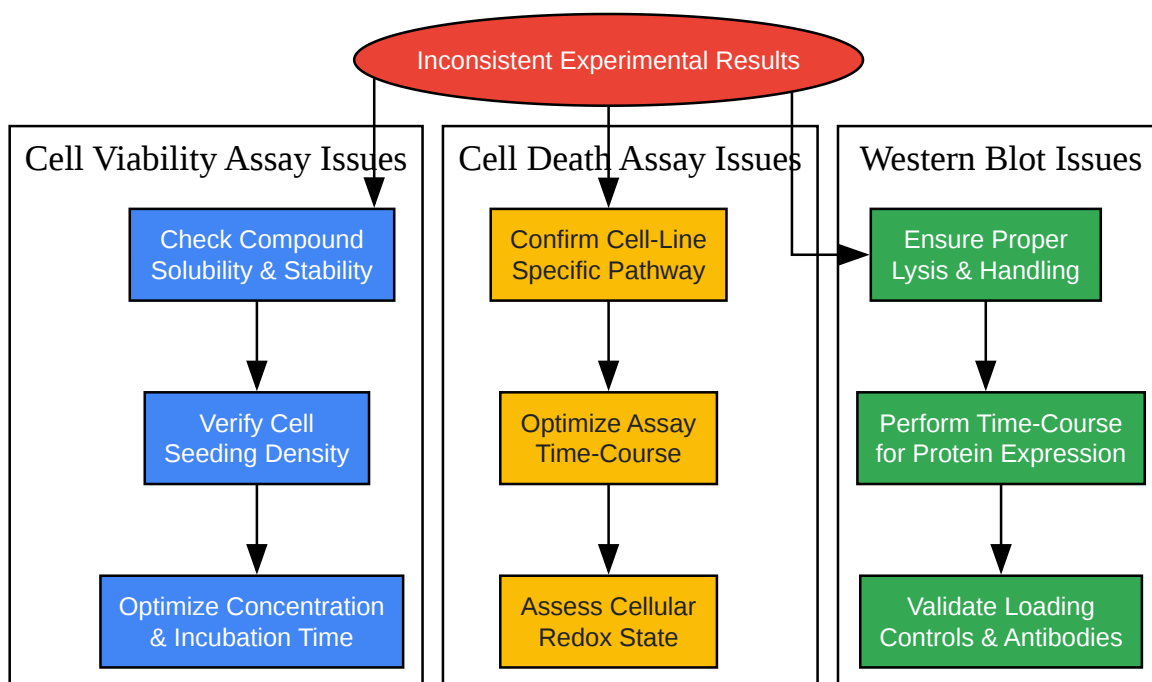 Inconsistent Experimental Results
Cell Viability Assay Issues
Check Compound
Solubility & Stability
Verify Cell
Seeding Density
Optimize Concentration
& Incubation Time
Cell Death Assay Issues
Confirm Cell-Line
Specific Pathway
Optimize Assay
Time-Course
Assess Cellular
Redox State
Western Blot Issues
Ensure Proper
Lysis & Handling
Perform Time-Course
for Protein Expression
Validate Loading
Controls & Antibodies